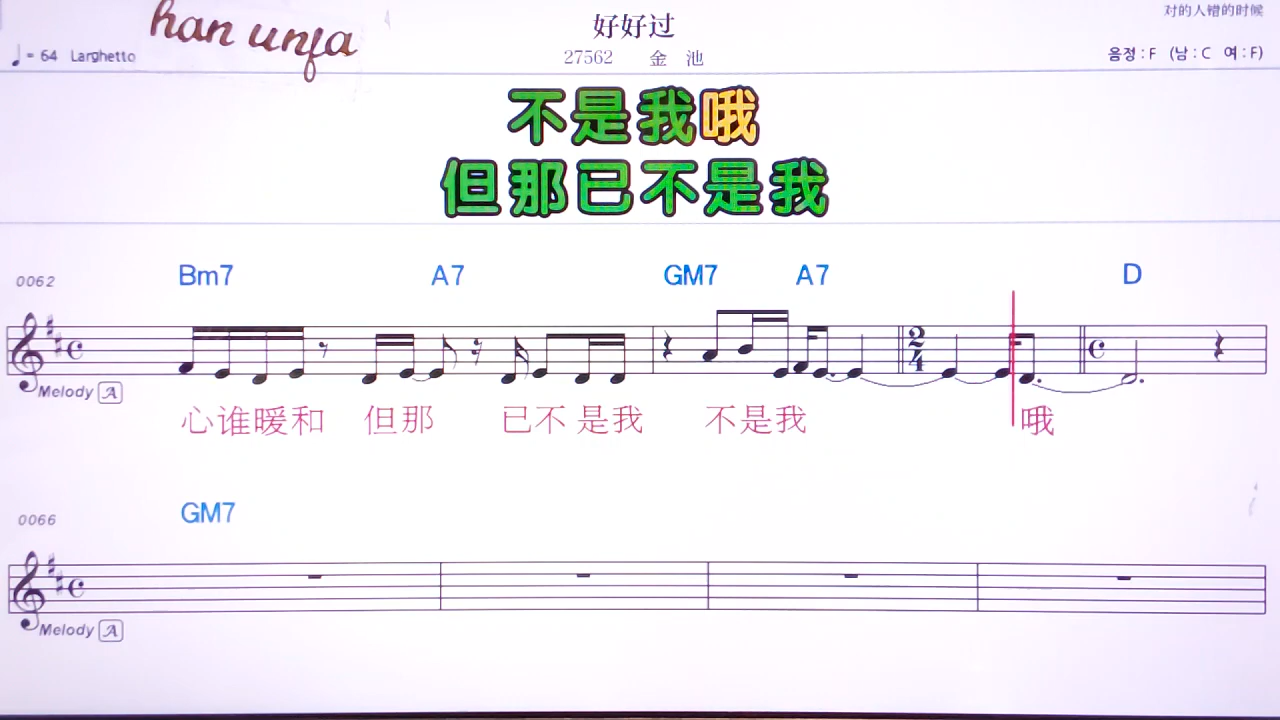 han unfa
好好过
对的人错的时候
♩= 64 Larghetto
27562 金 池
음정 : F (남 : C 여 : F)
不是我哦
但那已不是我
0062 Bm7 A7 GM7 A7 D
2
4
Melody A
心谁暖和 但那 已不是我 不是我 哦
0066 GM7
Melody A